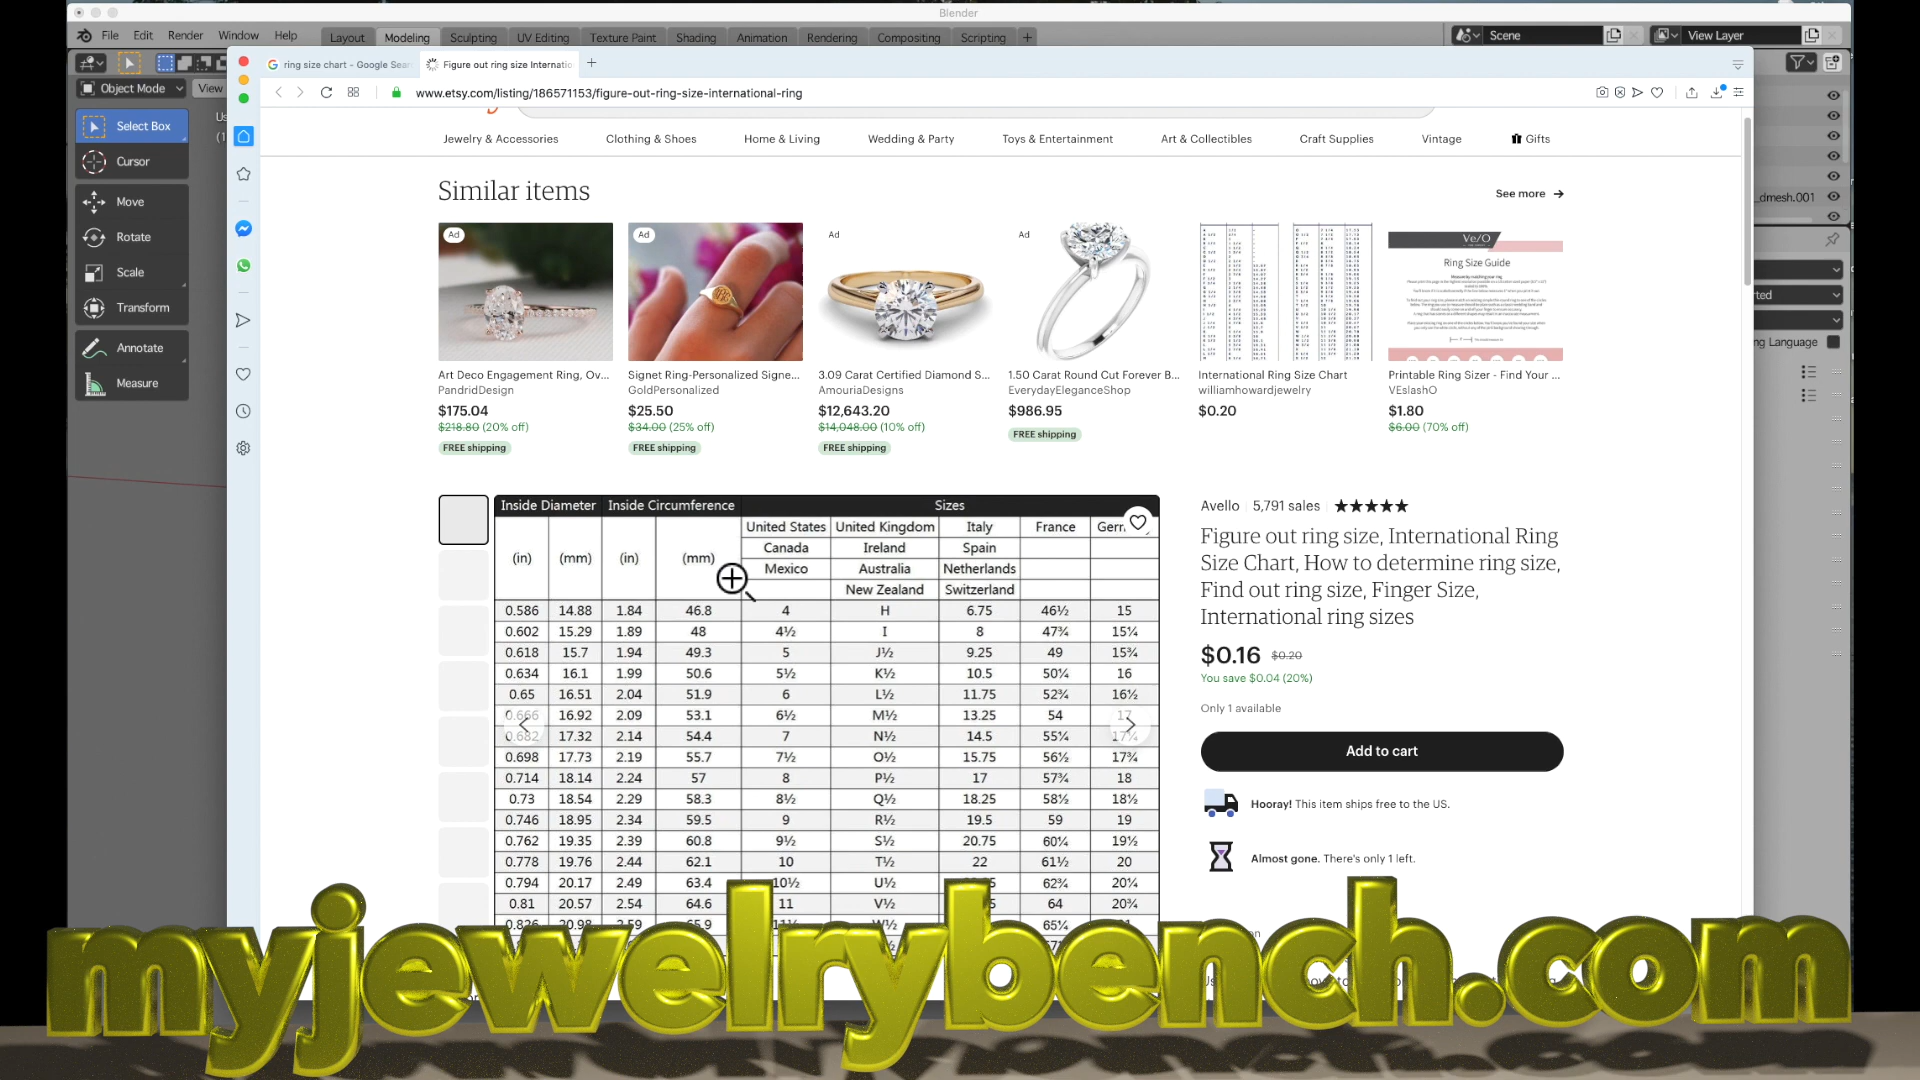 Blender
File Edit Render Window Help
Layout Modeling Sculpting UV Editing Texture Paint Shading Animation Rendering Compositing Scripting +
Scene
View Layer
ring size chart - Google Sear
Figure out ring size Internatio
Object Mode
View
www.etsy.com/listing/186571153/figure-out-ring-size-international-ring
Select Box
Cursor
Move
Rotate
Scale
Transform
Annotate
Measure
_dmesh.001
rted
ng Language
Jewelry & Accessories Clothing & Shoes Home & Living Wedding & Party Toys & Entertainment Art & Collectibles Craft Supplies Vintage Gifts
Similar items
See more →
Ad Ad Ad Ad
Ve/O
Ring Size Guide
Art Deco Engagement Ring, Ov...
PandridDesign
$175.04
$218.80 (20% off)
FREE shipping
Signet Ring-Personalized Signe...
GoldPersonalized
$25.50
$34.00 (25% off)
FREE shipping
3.09 Carat Certified Diamond S...
AmouriaDesigns
$12,643.20
$14,048.00 (10% off)
FREE shipping
1.50 Carat Round Cut Forever B...
EverydayEleganceShop
$986.95
FREE shipping
International Ring Size Chart
williamhowardjewelry
$0.20
Printable Ring Sizer - Find Your ...
VEslashO
$1.80
$6.00 (70% off)
Inside Diameter Inside Circumference Sizes
United States United Kingdom Italy France Gern
Canada Ireland Spain
(in) (mm) (in) (mm)
Mexico Australia Netherlands
New Zealand Switzerland
0.586 14.88 1.84 46.8 4 H 6.75 46½ 15
0.602 15.29 1.89 48 4½ I 8 47¾ 15¼
0.618 15.7 1.94 49.3 5 J½ 9.25 49 15¾
0.634 16.1 1.99 50.6 5½ K½ 10.5 50¼ 16
0.65 16.51 2.04 51.9 6 L½ 11.75 52¾ 16½
0.666 16.92 2.09 53.1 6½ M½ 13.25 54 17
0.682 17.32 2.14 54.4 7 N½ 14.5 55¼ 17¼
0.698 17.73 2.19 55.7 7½ O½ 15.75 56½ 17¾
0.714 18.14 2.24 57 8 P½ 17 57¾ 18
0.73 18.54 2.29 58.3 8½ Q½ 18.25 58½ 18½
0.746 18.95 2.34 59.5 9 R½ 19.5 59 19
0.762 19.35 2.39 60.8 9½ S½ 20.75 60¼ 19½
0.778 19.76 2.44 62.1 10 T½ 22 61½ 20
0.794 20.17 2.49 63.4 10½ U½ 62¾ 20¼
0.81 20.57 2.54 64.6 11 V½ 64 20¾
Avello 5,791 sales ★★★★★
Figure out ring size, International Ring
Size Chart, How to determine ring size,
Find out ring size, Finger Size,
International ring sizes
$0.16 $0.20
You save $0.04 (20%)
Only 1 available
Add to cart
Hooray! This item ships free to the US.
Almost gone. There's only 1 left.
myjewelrybench.com